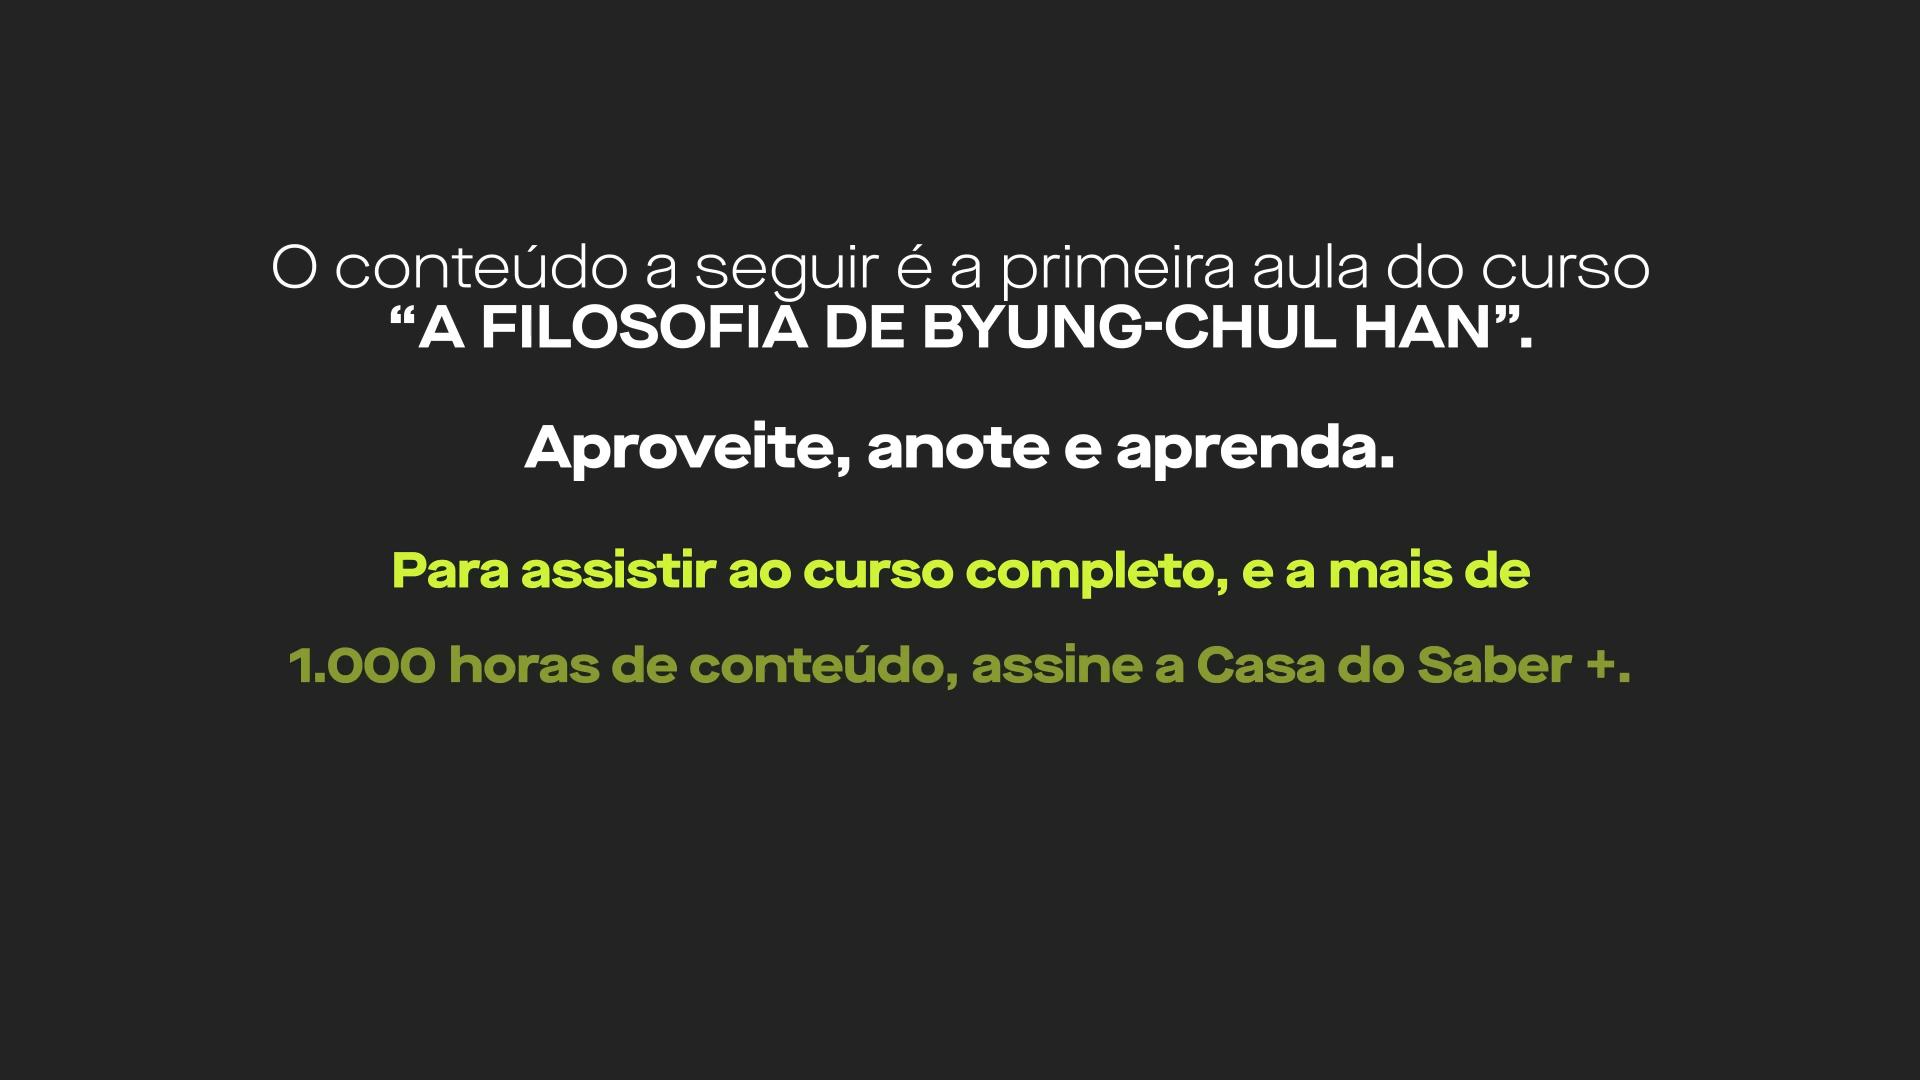 O conteúdo a seguir é a primeira aula do curso
“A FILOSOFIA DE BYUNG-CHUL HAN”.
Aproveite, anote e aprenda.
Para assistir ao curso completo, e a mais de
1.000 horas de conteúdo, assine a Casa do Saber +.